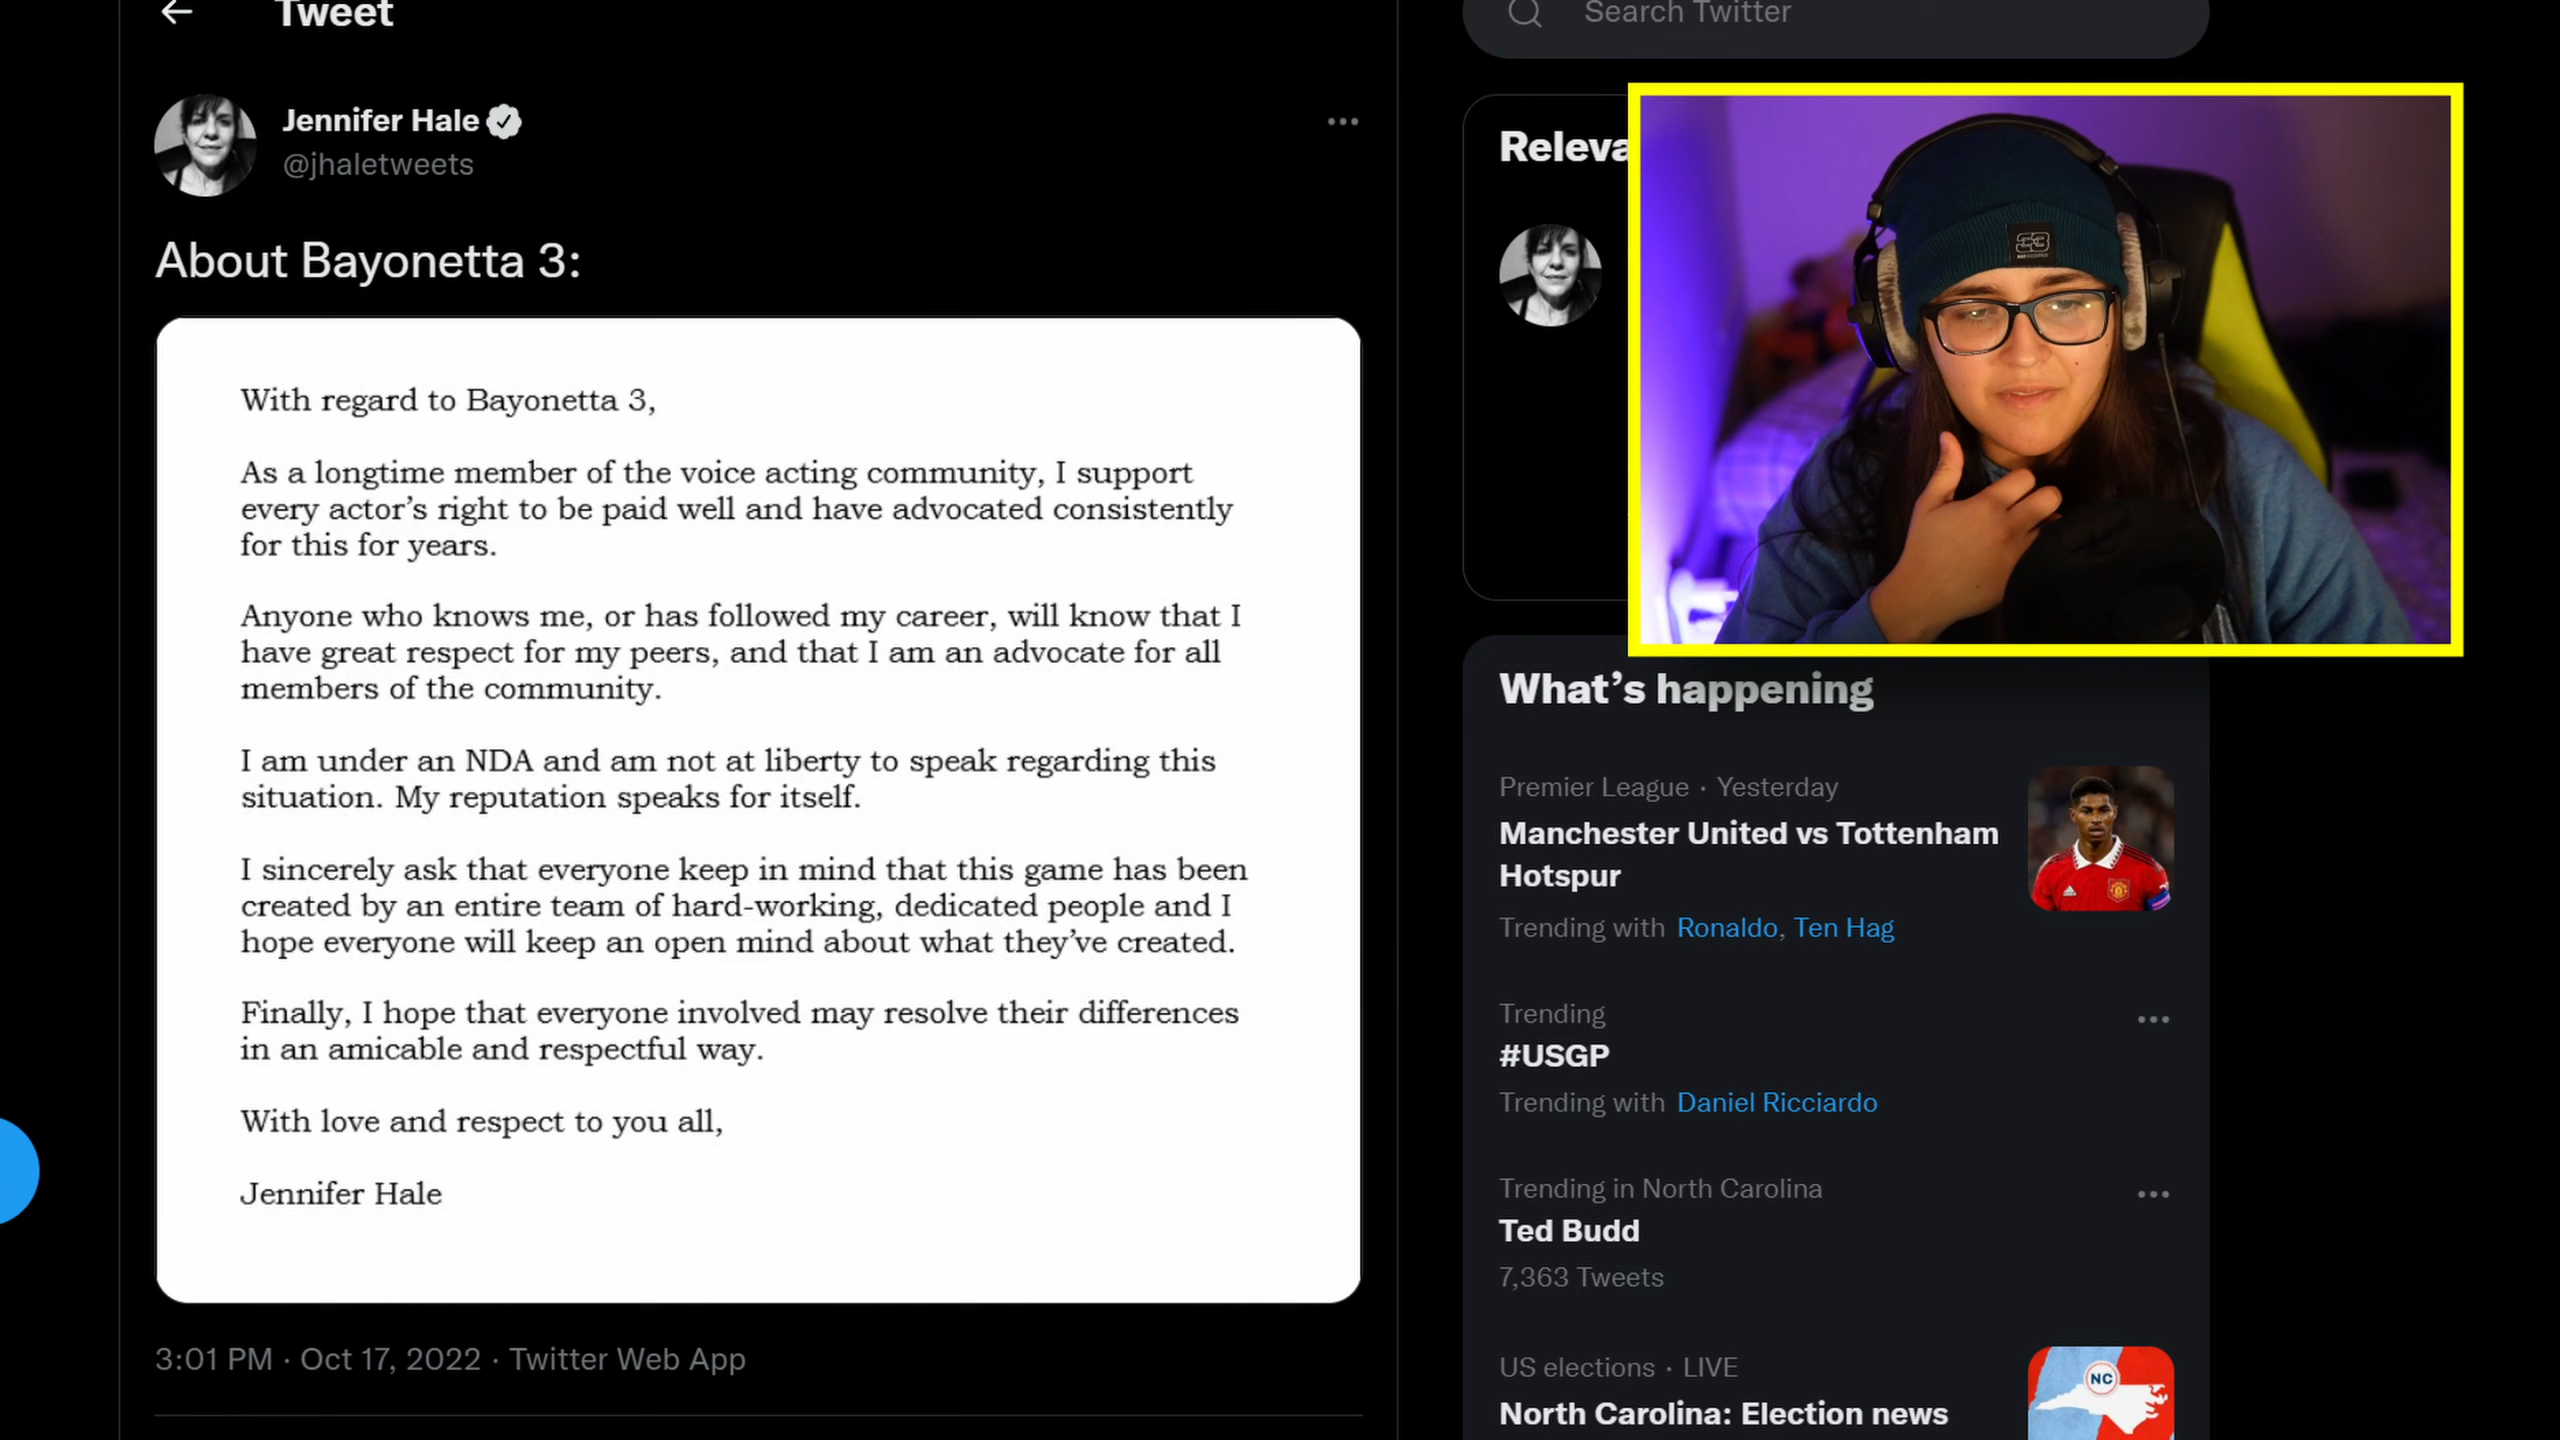 Tweet
Search Twitter
Jennifer Hale
@jhaletweets
Releva
About Bayonetta 3:
With regard to Bayonetta 3,
As a longtime member of the voice acting community, I support
every actor's right to be paid well and have advocated consistently
for this for years.
Anyone who knows me, or has followed my career, will know that I
have great respect for my peers, and that I am an advocate for all
members of the community.
I am under an NDA and am not at liberty to speak regarding this
situation. My reputation speaks for itself.
I sincerely ask that everyone keep in mind that this game has been
created by an entire team of hard-working, dedicated people and I
hope everyone will keep an open mind about what they've created.
Finally, I hope that everyone involved may resolve their differences
in an amicable and respectful way.
With love and respect to you all,
Jennifer Hale
3:01 PM · Oct 17, 2022 · Twitter Web App
What's happening
Premier League · Yesterday
Manchester United vs Tottenham
Hotspur
Trending with Ronaldo, Ten Hag
Trending
#USGP
Trending with Daniel Ricciardo
Trending in North Carolina
Ted Budd
7,363 Tweets
US elections · LIVE
NC
North Carolina: Election news